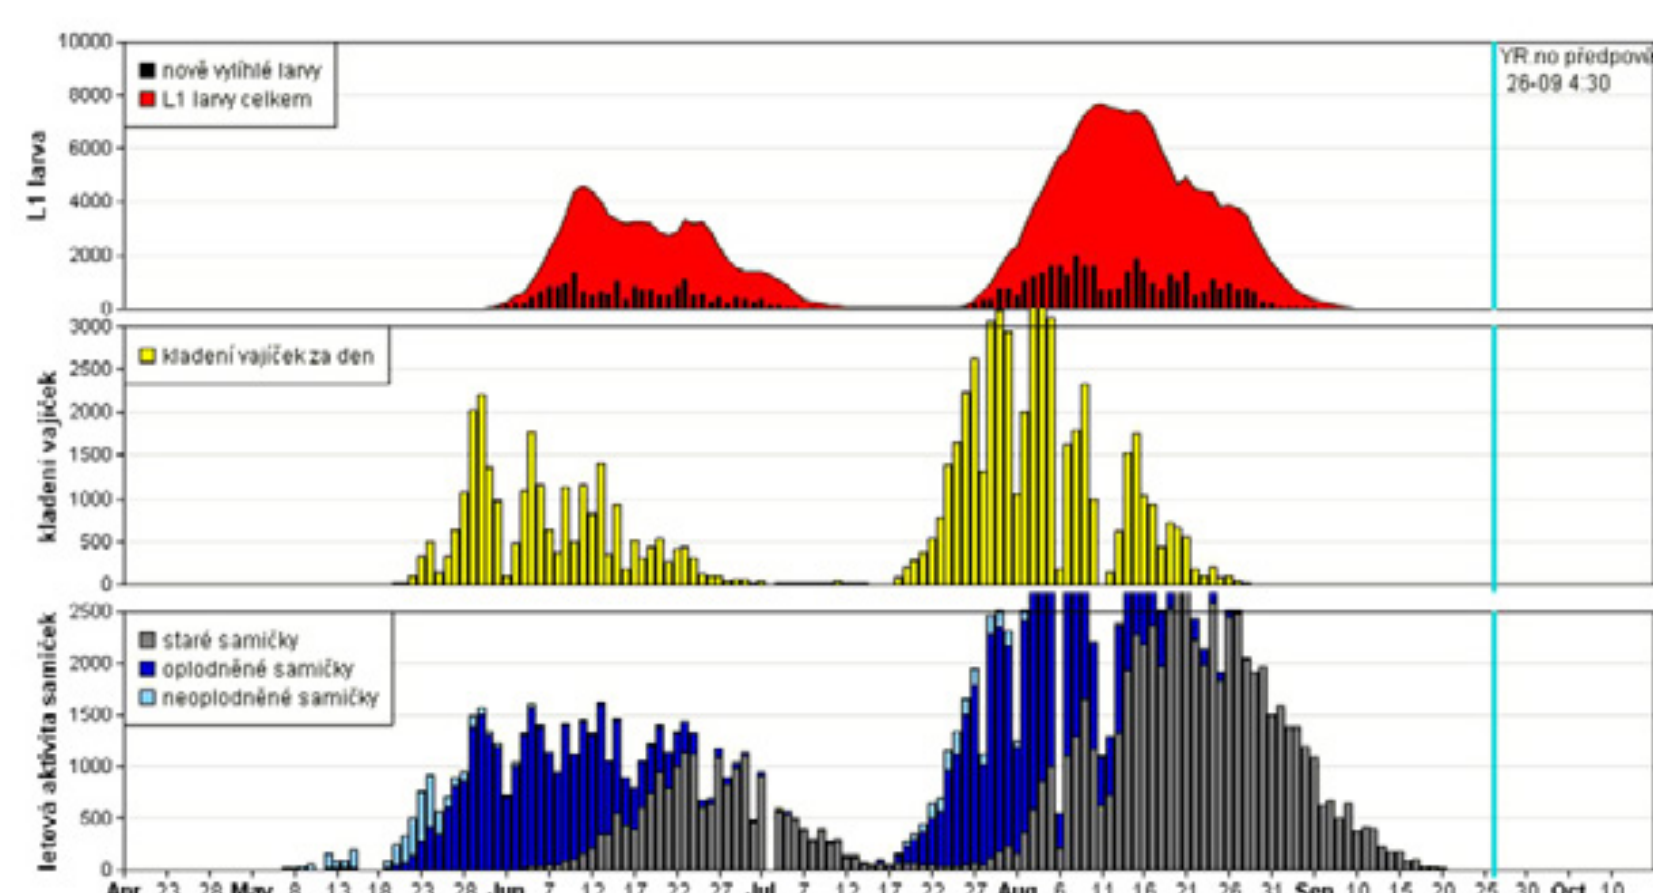 10000
nově vylíhlé larvy
L1 larvy celkem
YR.no předpově
26-09 4:30
8000
6000
4000
2000
0
L1 larva
3000
kladení vajíček za den
2500
2000
1500
1000
500
0
kladení vajíček
2500
staré samičky
oplodněné samičky
neoplodněné samičky
2000
1500
1000
500
0
letová aktivita samiček
Apr 23 28 May 8 13 18 23 28 Jun 7 12 17 22 27 Jul 7 12 17 22 27 Aug 6 11 16 21 26 31 Sep 10 15 20 25 30 Oct 10